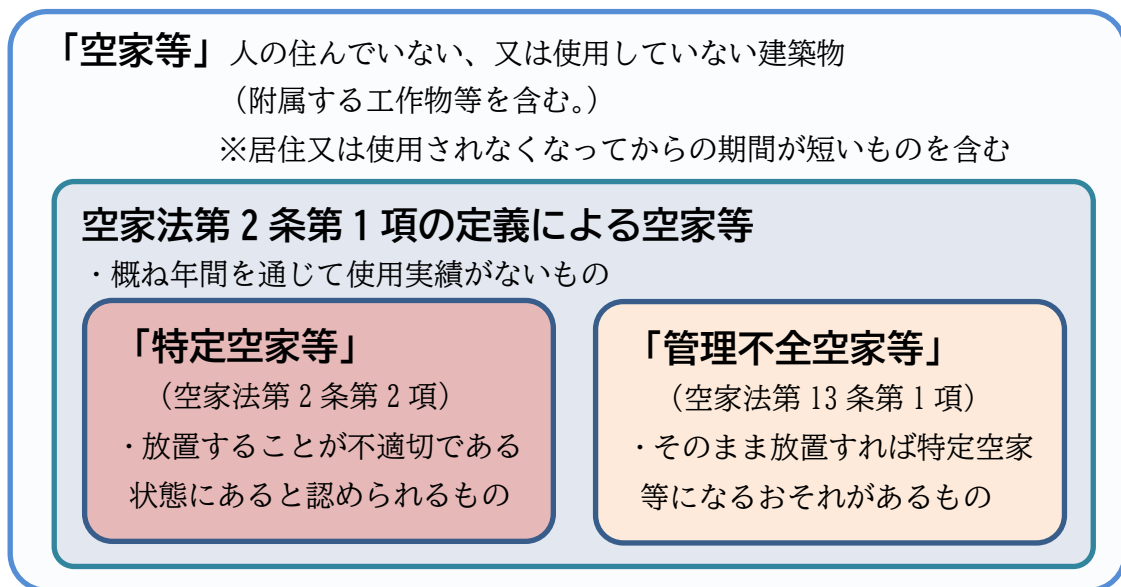 「空家等」人の住んでいない、又は使用していない建築物
（附属する工作物等を含む。）
※居住又は使用されなくなってからの期間が短いものを含む
空家法第２条第１項の定義による空家等
・概ね年間を通じて使用実績がないもの
「特定空家等」
（空家法第２条第２項）
・放置することが不適切である
状態にあると認められるもの
「管理不全空家等」
（空家法第 13 条第１項）
・そのまま放置すれば特定空家
等になるおそれがあるもの